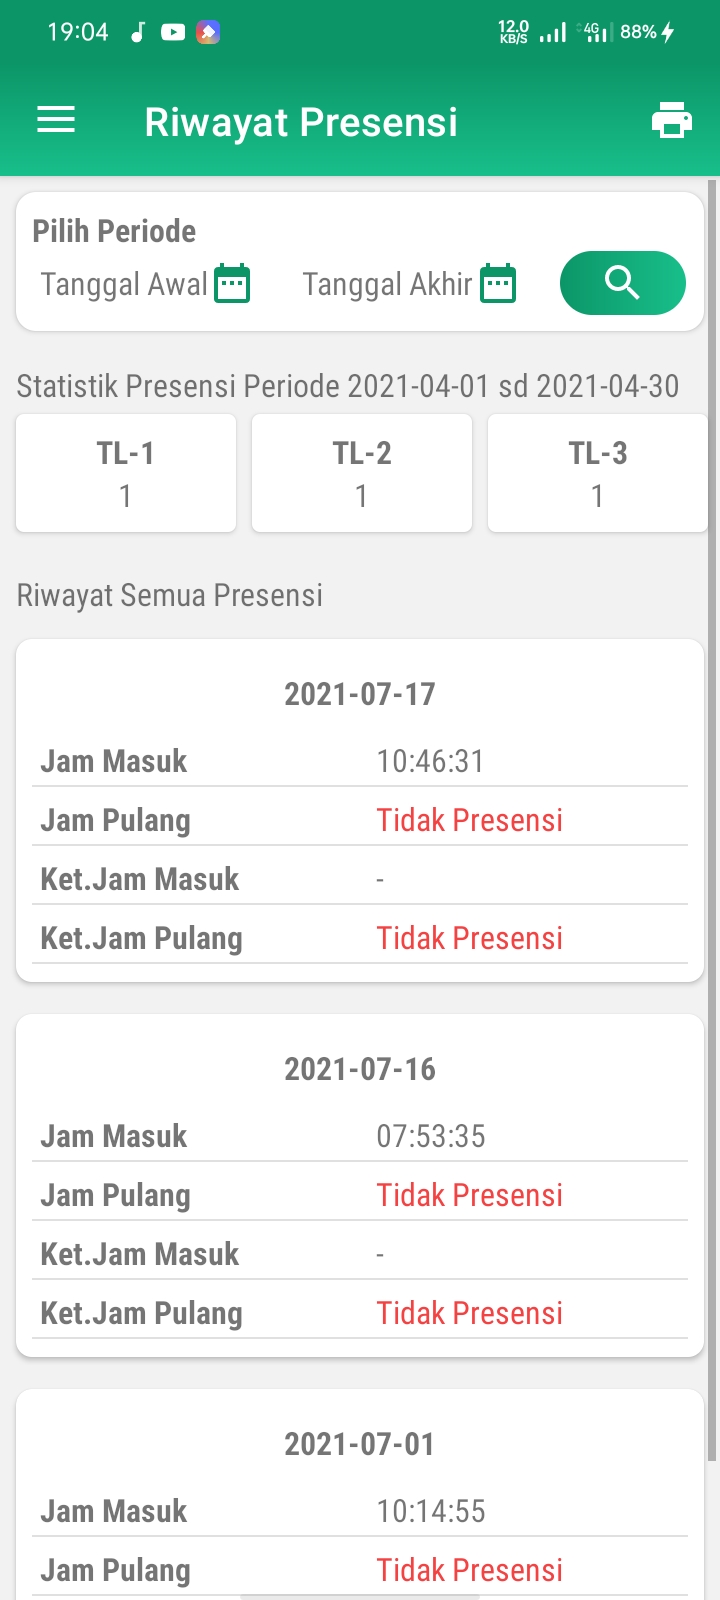 19:04 12.0 KB/S 4G 88%
Riwayat Presensi
Pilih Periode
Tanggal Awal Tanggal Akhir
Statistik Presensi Periode 2021-04-01 sd 2021-04-30
TL-1 TL-2 TL-3
1 1 1
Riwayat Semua Presensi
2021-07-17
Jam Masuk 10:46:31
Jam Pulang Tidak Presensi
Ket.Jam Masuk -
Ket.Jam Pulang Tidak Presensi
2021-07-16
Jam Masuk 07:53:35
Jam Pulang Tidak Presensi
Ket.Jam Masuk -
Ket.Jam Pulang Tidak Presensi
2021-07-01
Jam Masuk 10:14:55
Jam Pulang Tidak Presensi